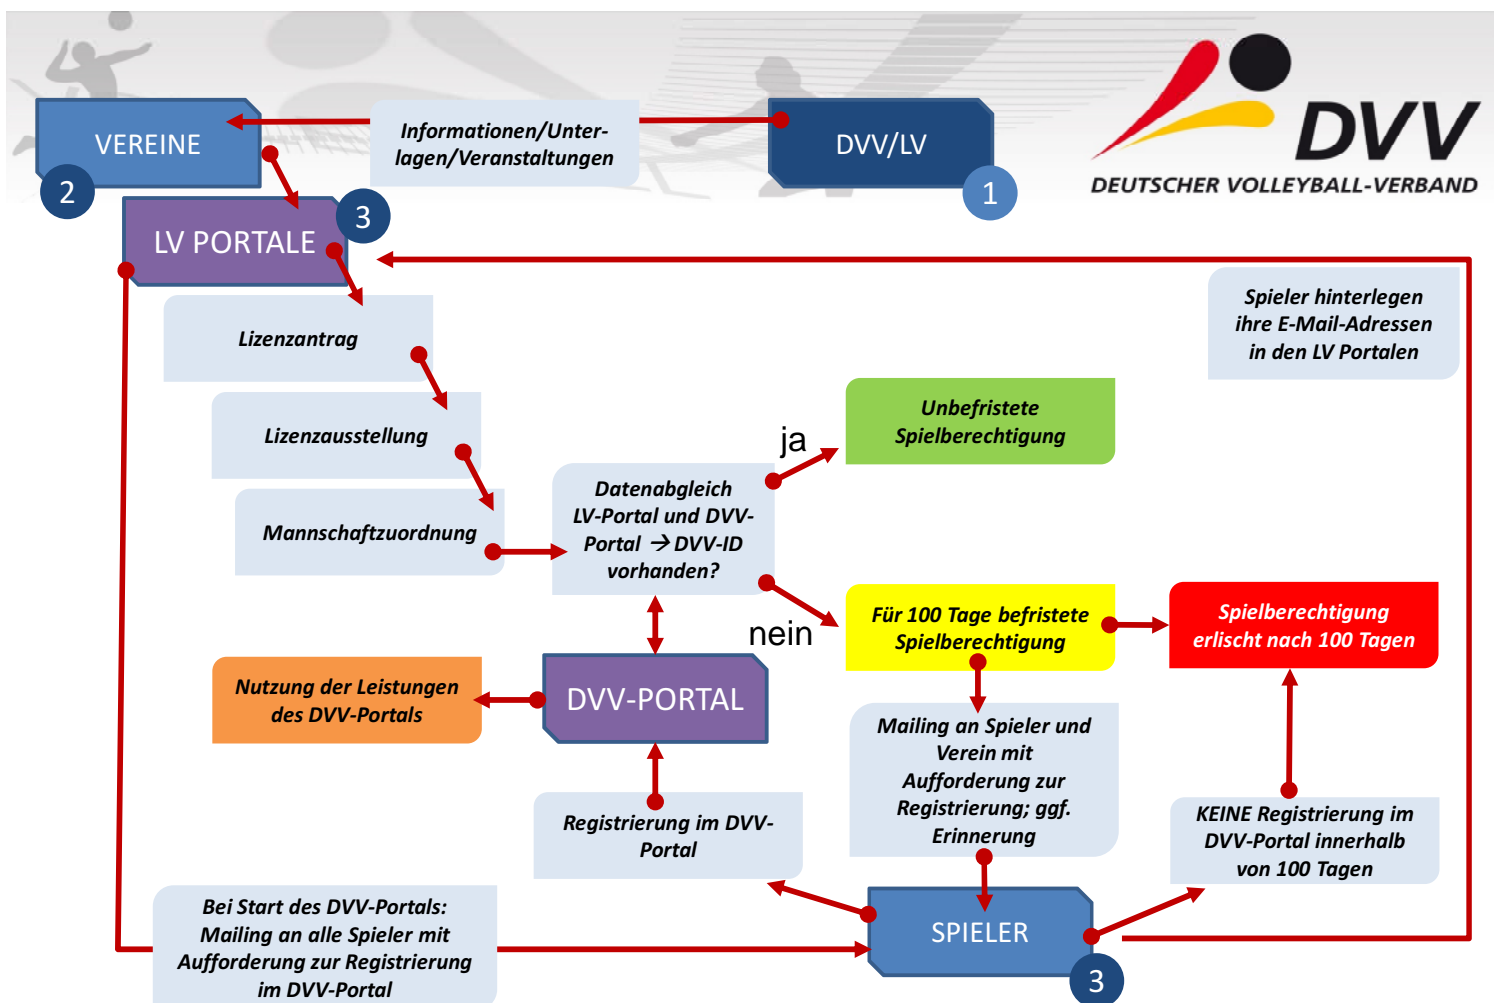 VEREINE
2
Informationen/Unter-
lagen/Veranstaltungen
DVV/LV
1
DVV
DEUTSCHER VOLLEYBALL-VERBAND
LV PORTALE
3
Spieler hinterlegen
ihre E-Mail-Adressen
in den LV Portalen
Lizenzantrag
Lizenzausstellung
Mannschaftzuordnung
Datenabgleich
LV-Portal und DVV-
Portal → DVV-ID
vorhanden?
ja
Unbefristete
Spielberechtigung
nein
Für 100 Tage befristete
Spielberechtigung
Spielberechtigung
erlischt nach 100 Tagen
Nutzung der Leistungen
des DVV-Portals
DVV-PORTAL
Mailing an Spieler und
Verein mit
Aufforderung zur
Registrierung; ggf.
Erinnerung
Registrierung im DVV-
Portal
KEINE Registrierung im
DVV-Portal innerhalb
von 100 Tagen
Bei Start des DVV-Portals:
Mailing an alle Spieler mit
Aufforderung zur Registrierung
im DVV-Portal
SPIELER
3